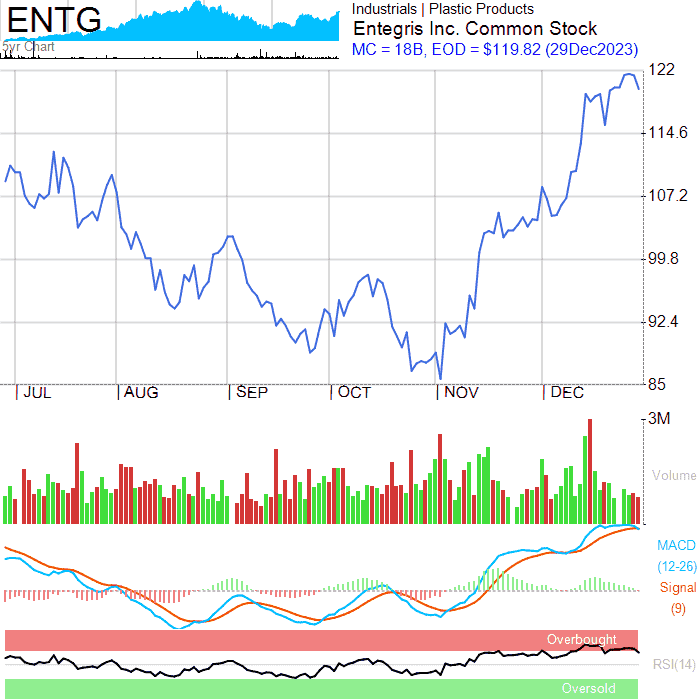 ENTG
5yr Chart
Industrials | Plastic Products
Entegris Inc. Common Stock
MC = 18B, EOD = $119.82 (29Dec2023)
122
114.6
107.2
99.8
92.4
85
| JUL | AUG | SEP | OCT | NOV | DEC
3M
Volume
MACD
(12-26)
Signal
(9)
Overbought
RSI(14)
Oversold